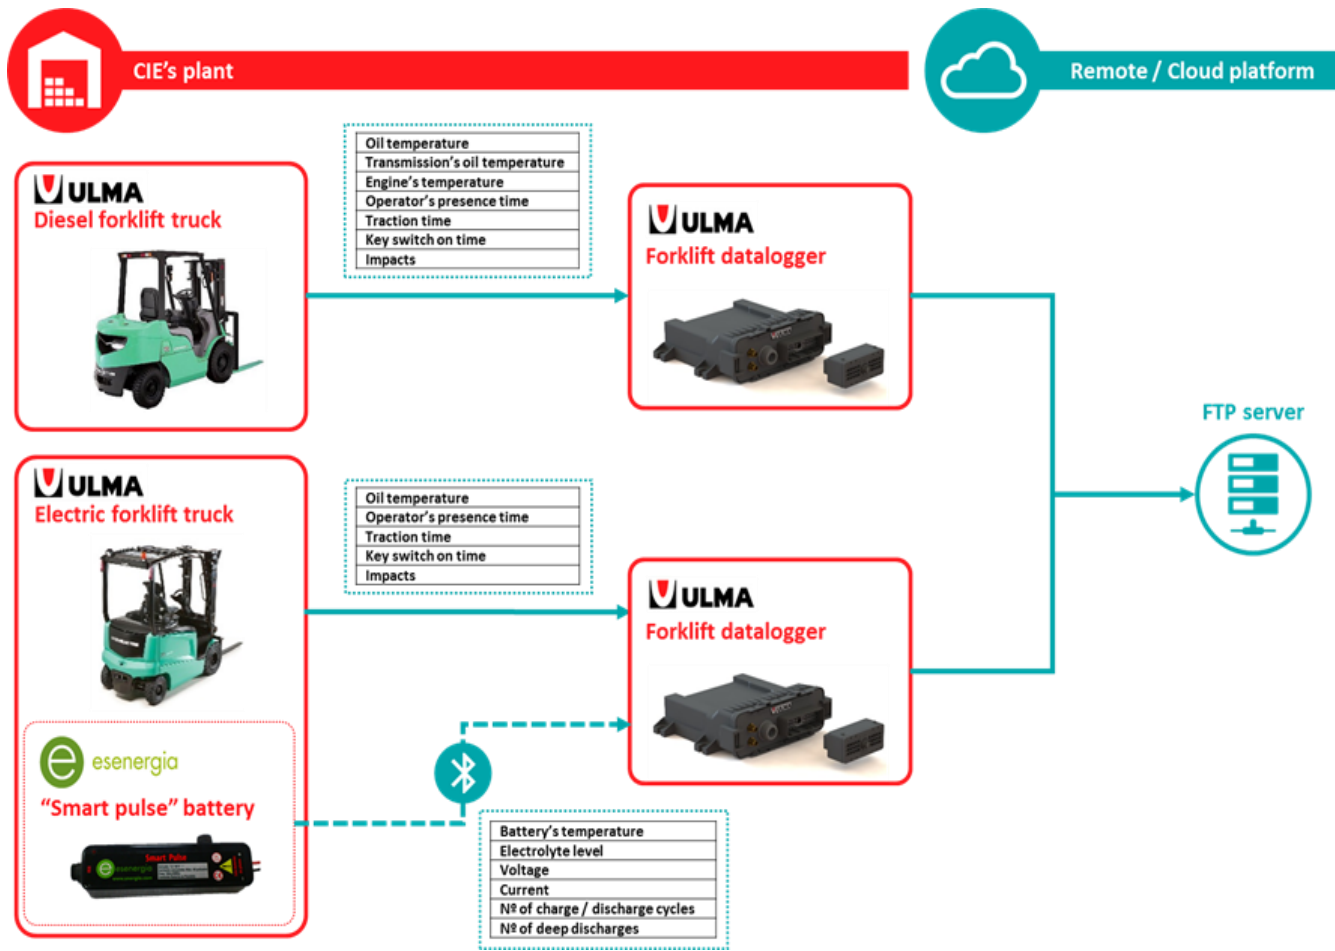 CIE's plant
Remote / Cloud platform
ULMA
Diesel forklift truck
Oil temperature
Transmission's oil temperature
Engine's temperature
Operator's presence time
Traction time
Key switch on time
Impacts
ULMA
Forklift datalogger
FTP server
ULMA
Electric forklift truck
Oil temperature
Operator's presence time
Traction time
Key switch on time
Impacts
ULMA
Forklift datalogger
e esenergia
“Smart pulse” battery
Smart Pulse
esenergia
Battery's temperature
Electrolyte level
Voltage
Current
Nº of charge / discharge cycles
Nº of deep discharges